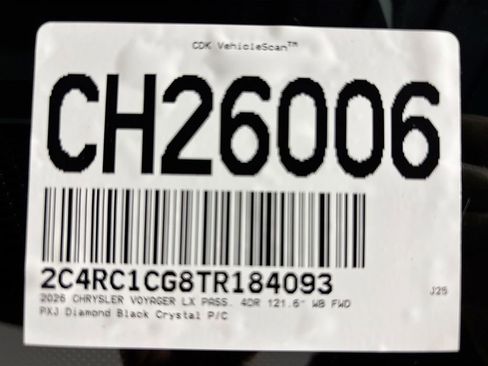 CDK VehicleScan™
CH26006
2C4RC1CG8TR184093
2026 CHRYSLER VOYAGER LX PASS. 4DR 121.6" WB FWD
PXJ Diamond Black Crystal P/C
J25